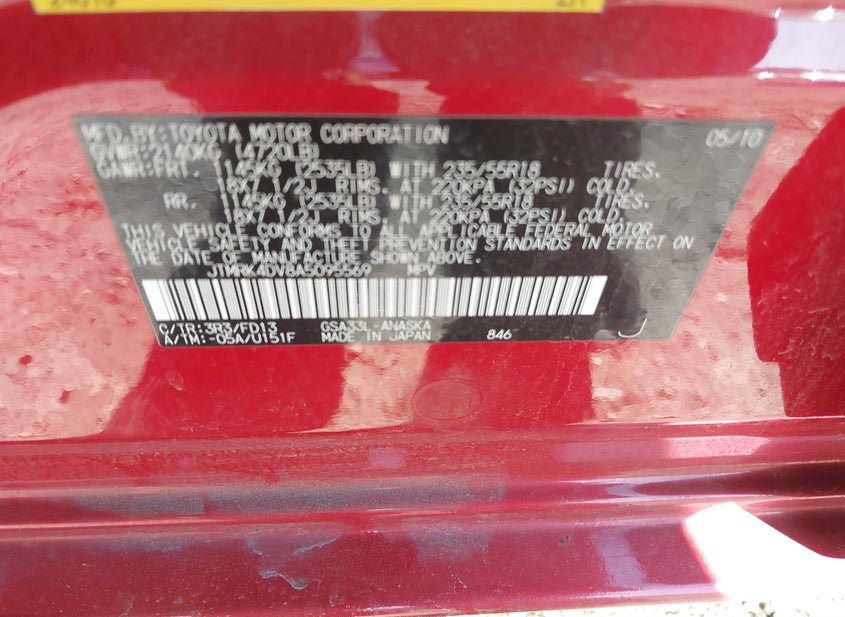 MFD. BY: TOYOTA MOTOR CORPORATION 05/10
GVWR: 2140KG (4720LB)
GAWR: FRT. 1145KG (2535LB) WITH 235/55R18 TIRES.
18X7 1/2J RIMS. AT 220KPA (32PSI) COLD.
RR. 1145KG (2535LB) WITH 235/55R18 TIRES.
18X7 1/2J RIMS. AT 220KPA (32PSI) COLD.
THIS VEHICLE CONFORMS TO ALL APPLICABLE FEDERAL MOTOR
VEHICLE SAFETY AND THEFT PREVENTION STANDARDS IN EFFECT ON
THE DATE OF MANUFACTURE SHOWN ABOVE.
JTMRK4DV8A5095569 MPV
C/TR: 3R3/FD13 GSA33L-ANASKA
A/TM: -05A/U151F MADE IN JAPAN 846 J